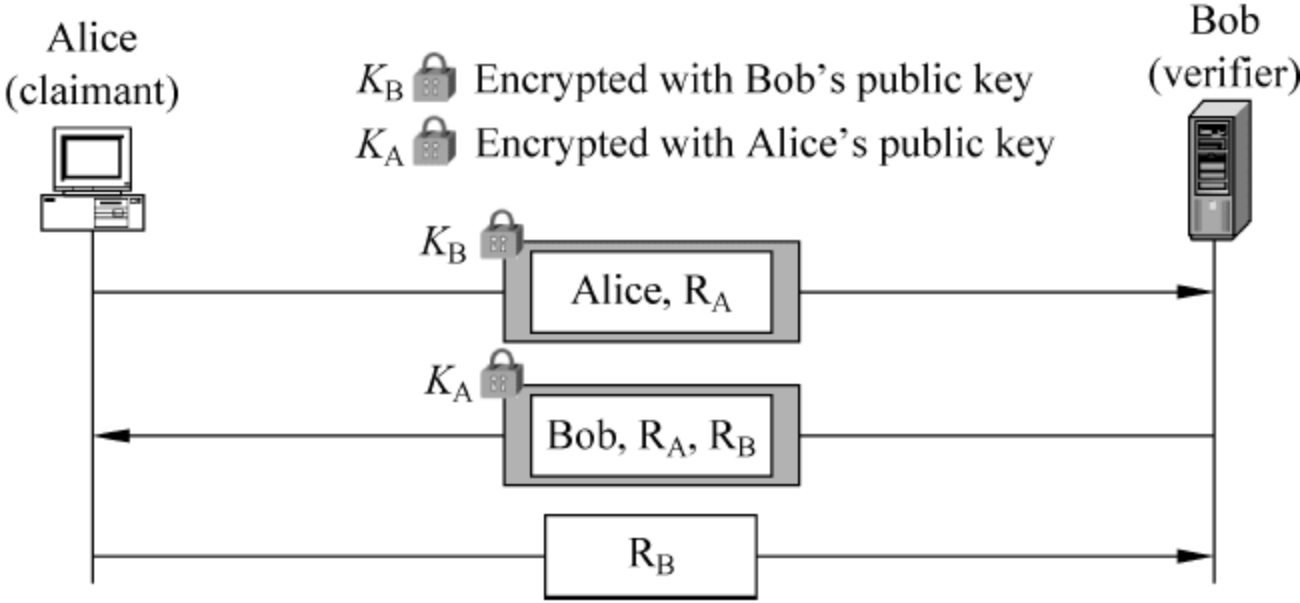 Alice
(claimant)
Bob
(verifier)
K_B Encrypted with Bob's public key
K_A Encrypted with Alice's public key
K_B
Alice, R_A
K_A
Bob, R_A, R_B
R_B